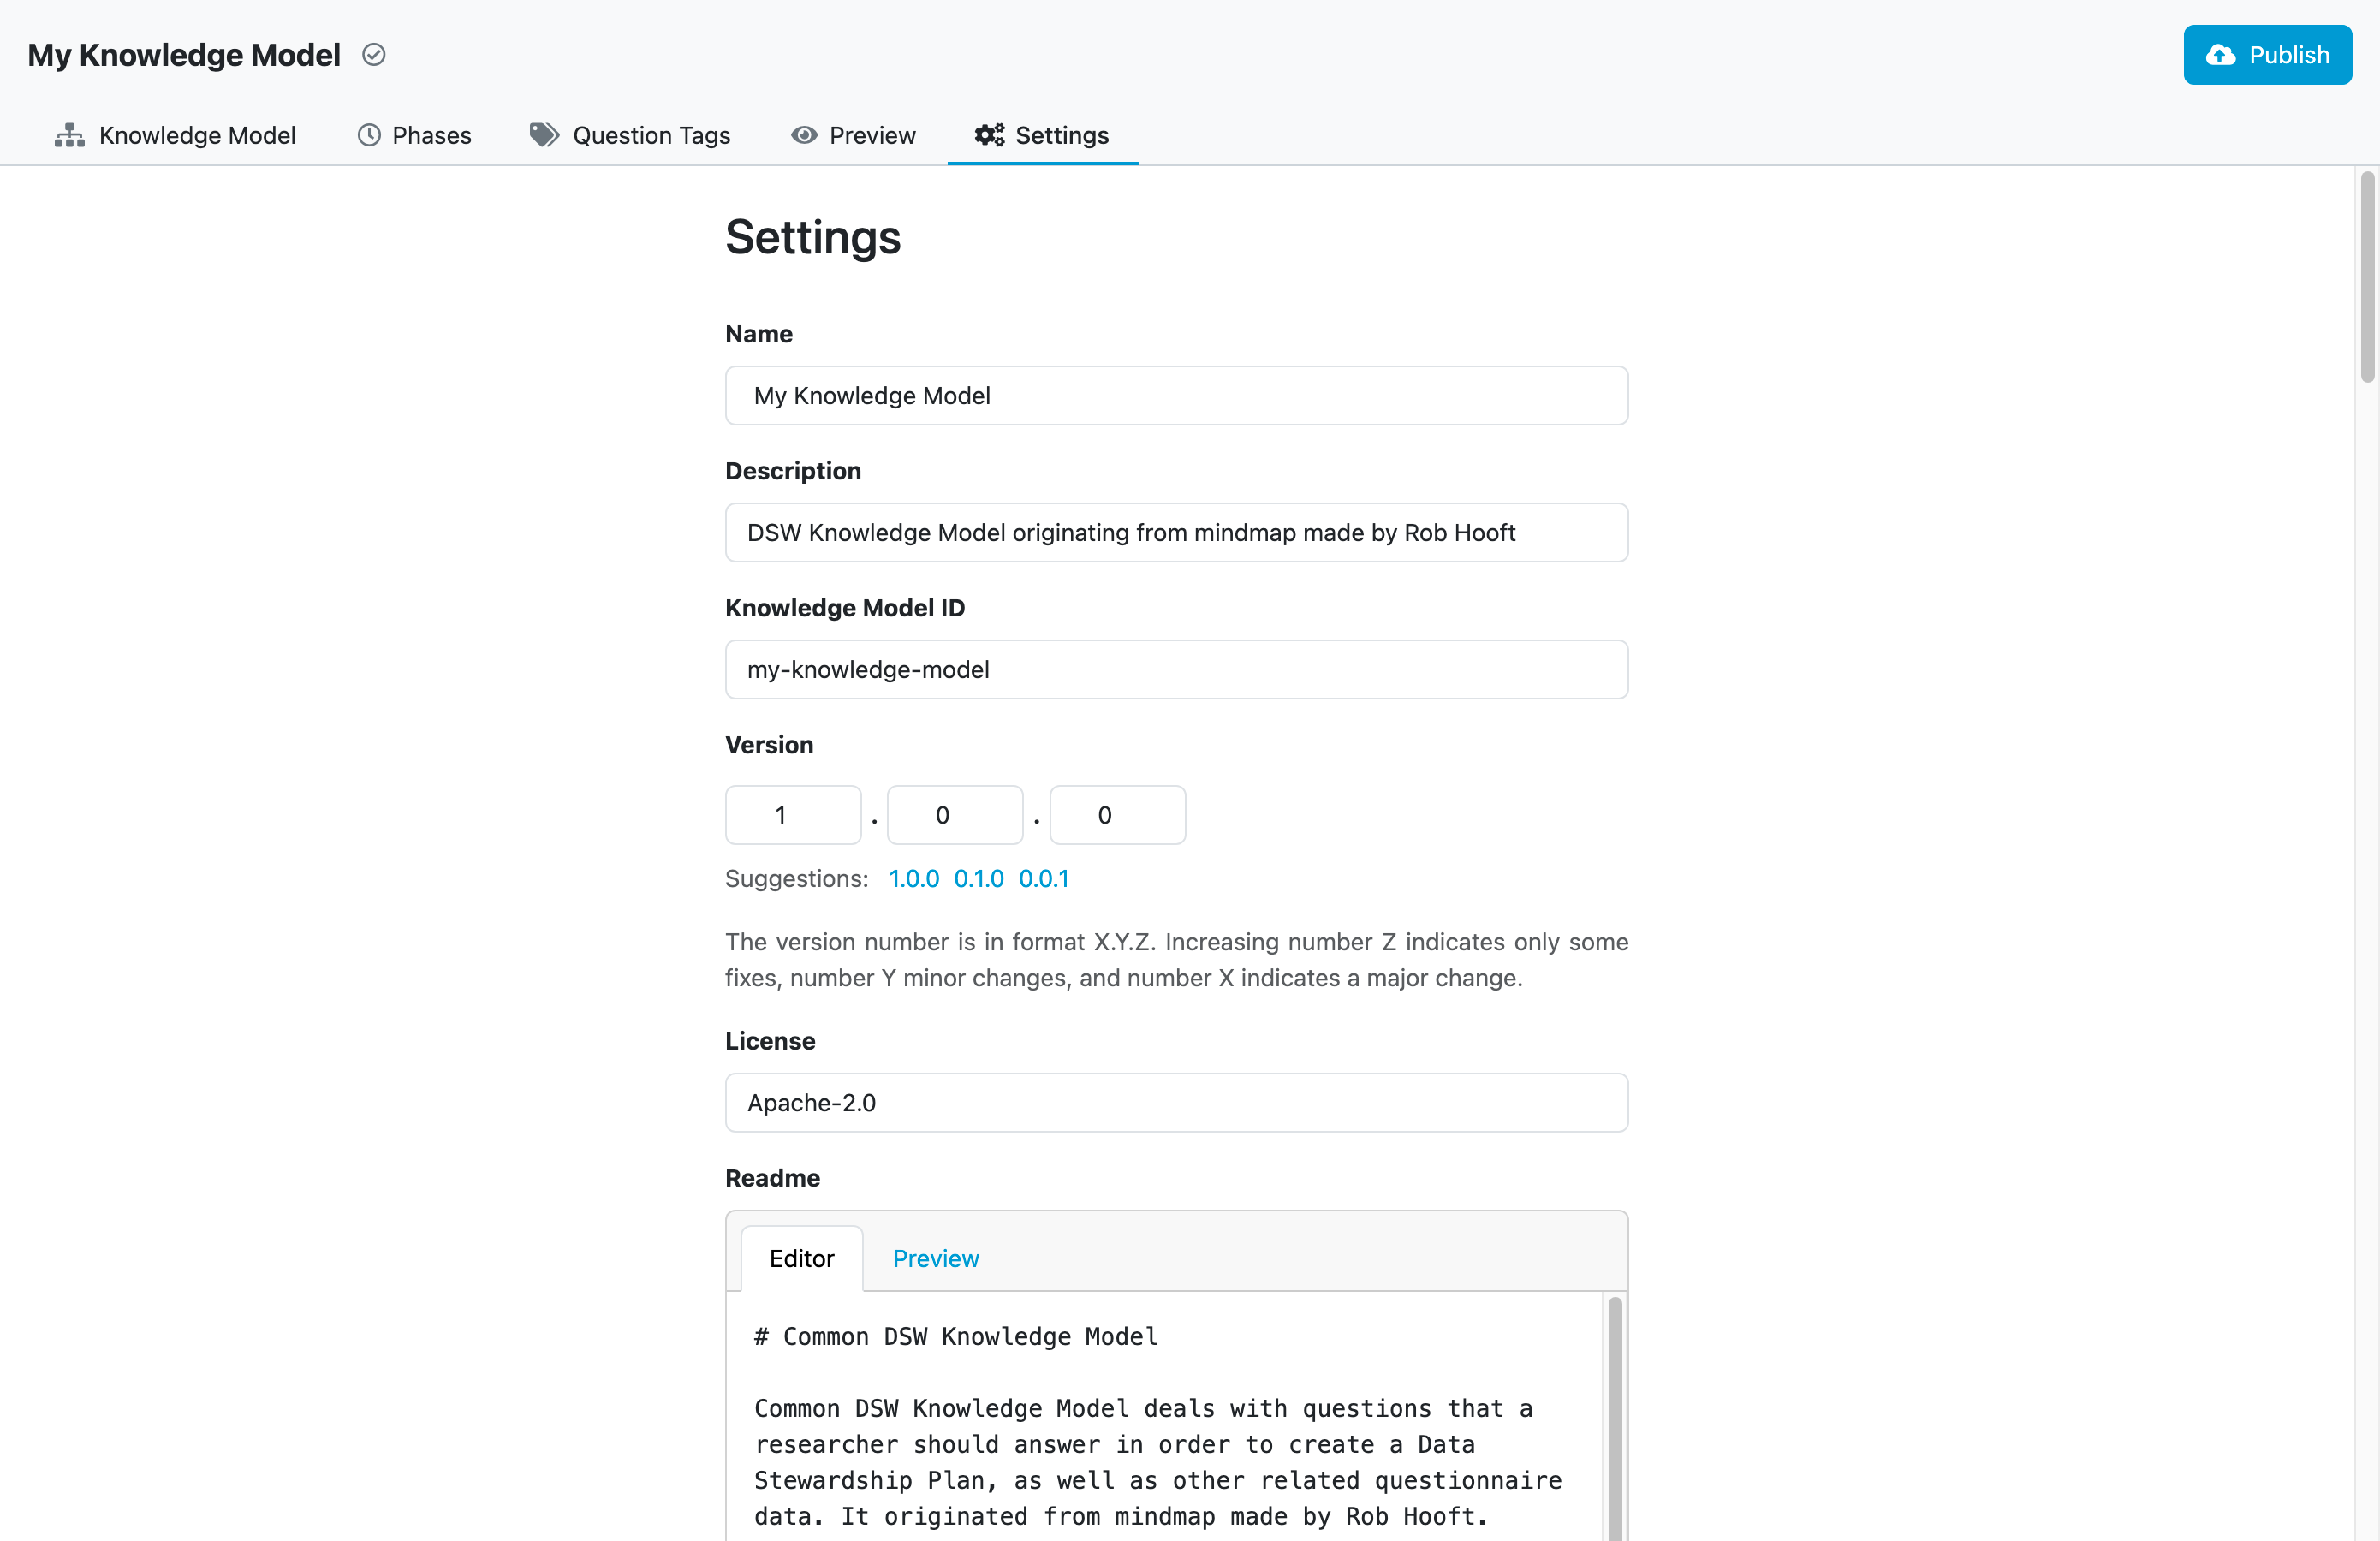 My Knowledge Model
Publish
Knowledge Model
Phases
Question Tags
Preview
Settings
Settings
Name
My Knowledge Model
Description
DSW Knowledge Model originating from mindmap made by Rob Hooft
Knowledge Model ID
my-knowledge-model
Version
1 . 0 . 0
Suggestions: 1.0.0 0.1.0 0.0.1
The version number is in format X.Y.Z. Increasing number Z indicates only some
fixes, number Y minor changes, and number X indicates a major change.
License
Apache-2.0
Readme
Editor
Preview
# Common DSW Knowledge Model
Common DSW Knowledge Model deals with questions that a
researcher should answer in order to create a Data
Stewardship Plan, as well as other related questionnaire
data. It originated from mindmap made by Rob Hooft.